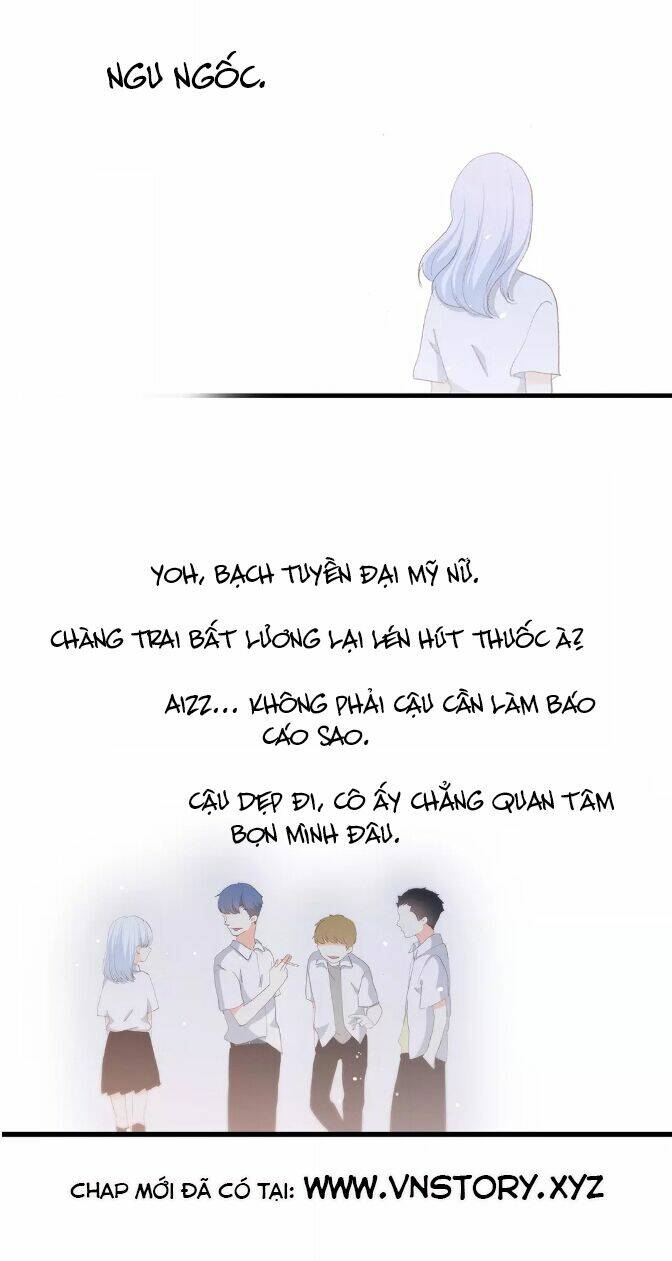 NGU NGỐC.
YOH, BẠCH TUYỀN ĐẠI MỸ NỮ.
CHÀNG TRAI BẤT LƯƠNG LẠI LÉN HÚT THUỐC À?
AIZZ... KHÔNG PHẢI CẬU CẦN LÀM BÁO
CÁO SAO.
CẬU DẸP ĐI, CÔ ẤY CHẲNG QUAN TÂM
BỌN MÌNH ĐÂU.
CHAP MỚI ĐÃ CÓ TẠI: WWW.VNSTORY.XYZ